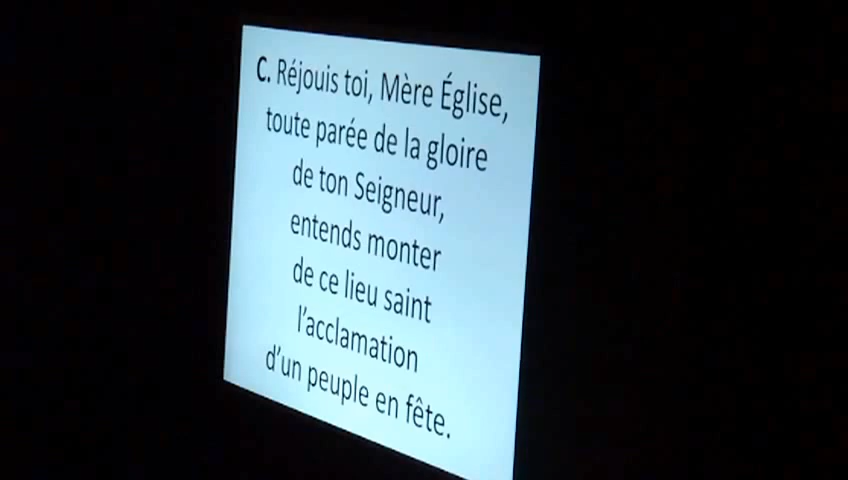 C. Réjouis toi, Mère Église,
toute parée de la gloire
de ton Seigneur,
entends monter
de ce lieu saint
l’acclamation
d’un peuple en fête.